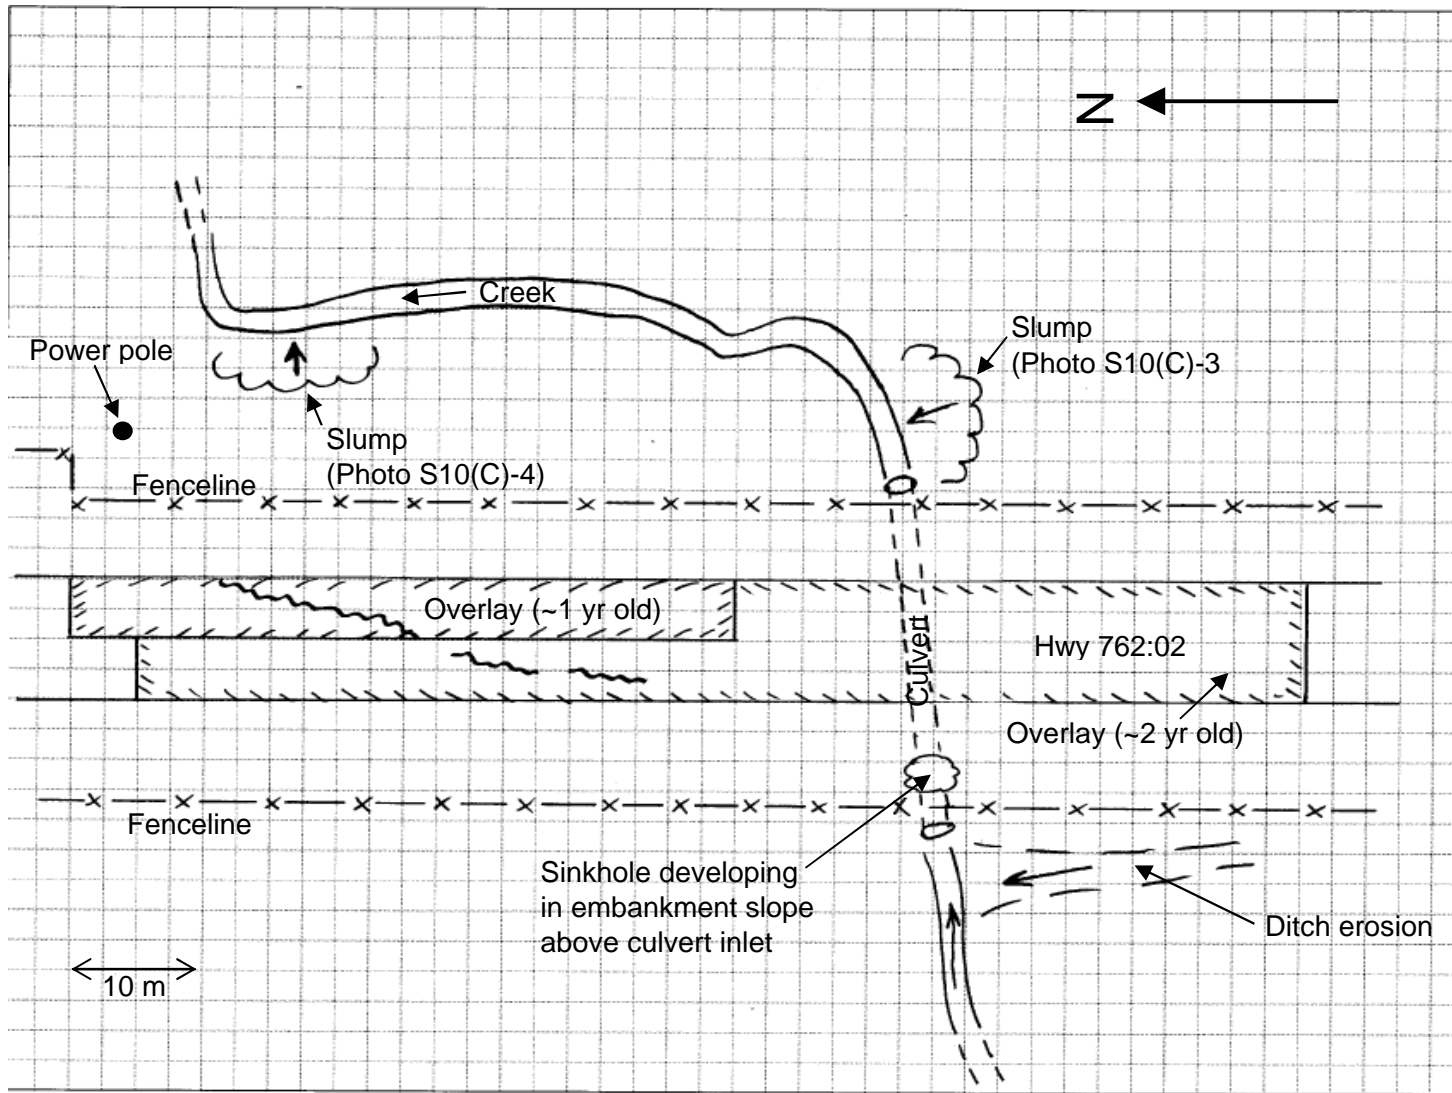 N
Creek
Slump
(Photo S10(C)-3
Power pole
Slump
(Photo S10(C)-4)
Fenceline
Overlay (~1 yr old)
Culvert
Hwy 762:02
Overlay (~2 yr old)
Fenceline
Sinkhole developing
in embankment slope
above culvert inlet
Ditch erosion
10 m